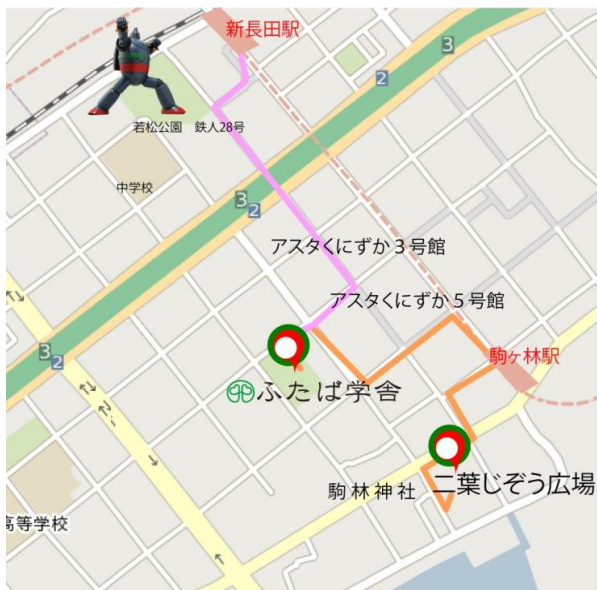 新長田駅
3
2
若松公園　鉄人28号
中学校
3
2
アスタくにずか３号館
アスタくにずか５号館
3
2
駒ヶ林駅
ふたば学舎
二葉じぞう広場
駒林神社
高等学校